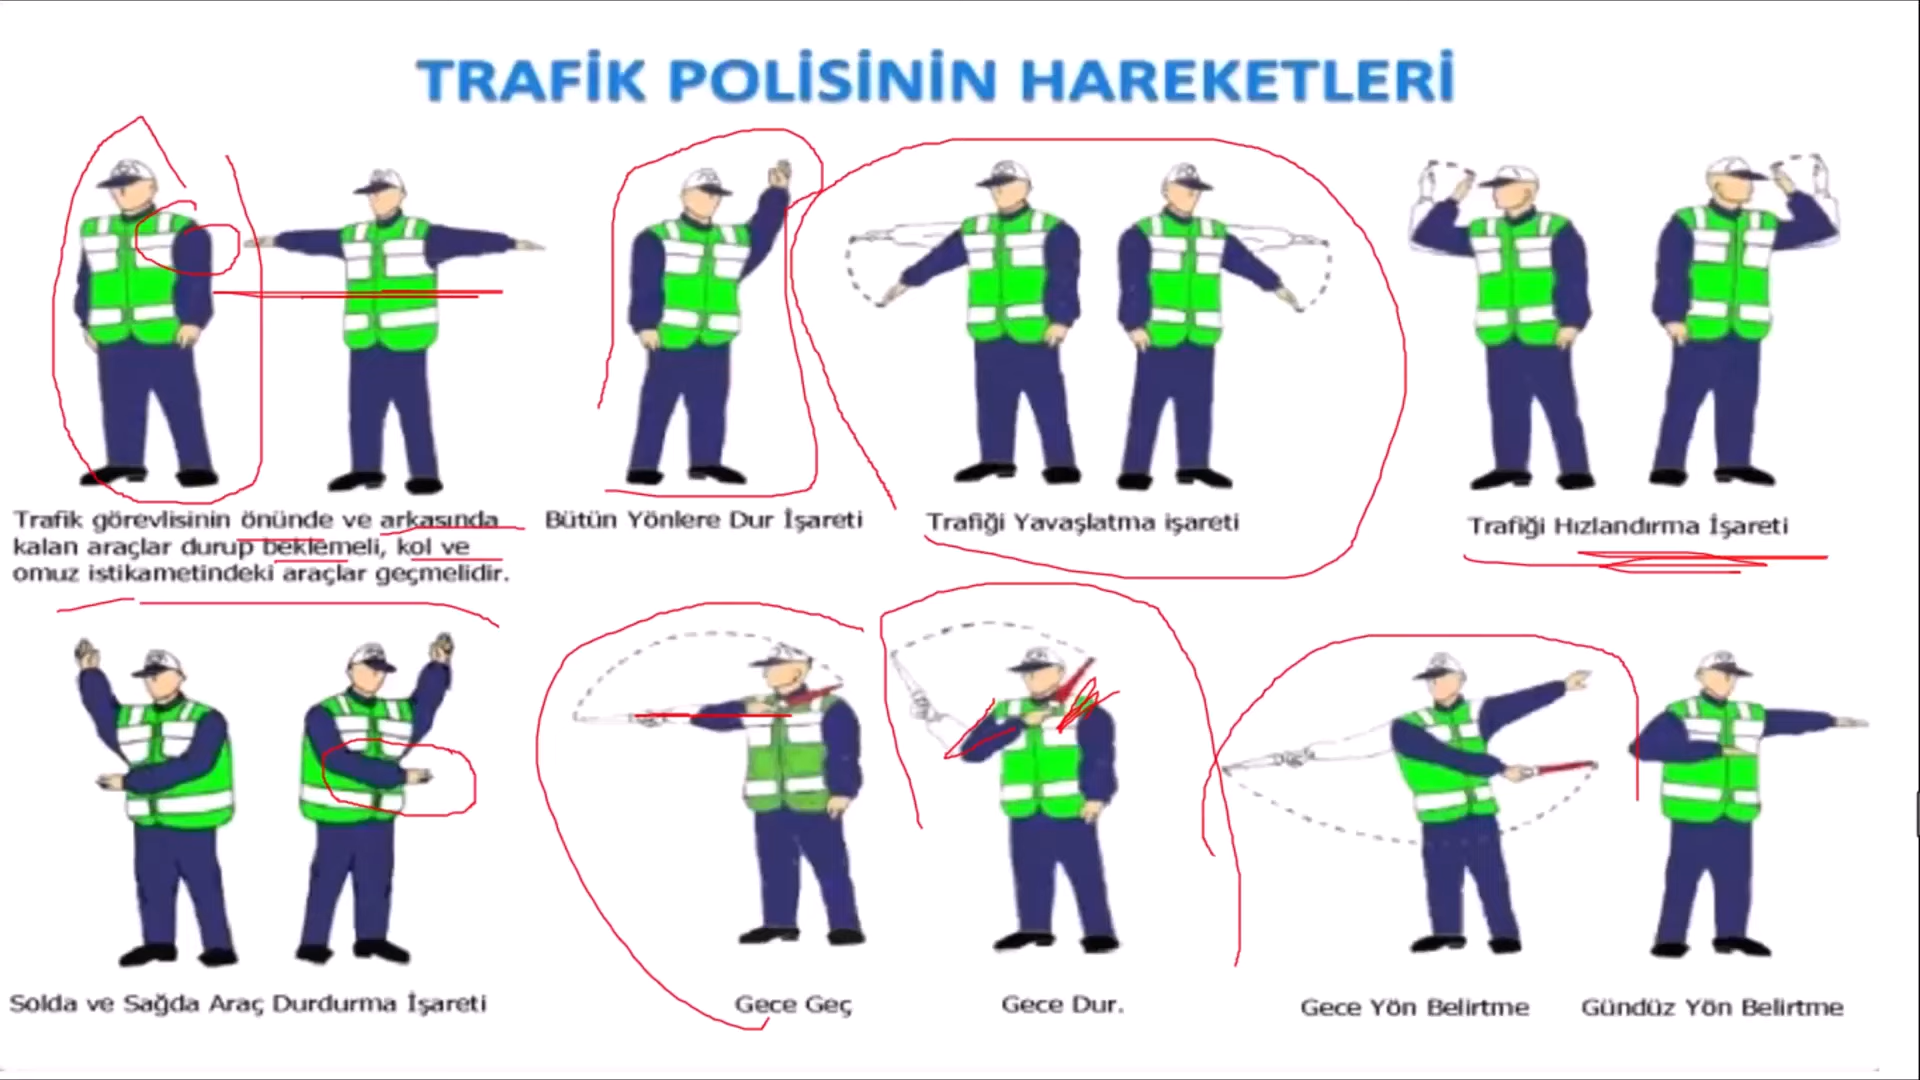 TRAFİK POLİSİNİN HAREKETLERİ
Trafik görevlisinin önünde ve arkasında
kalan araçlar durup beklemeli, kol ve
omuz istikametindeki araçlar geçmelidir.
Bütün Yönlere Dur İşareti
Trafiği Yavaşlatma işareti
Trafiği Hızlandırma İşareti
Solda ve Sağda Araç Durdurma İşareti
Gece Geç
Gece Dur.
Gece Yön Belirtme
Gündüz Yön Belirtme